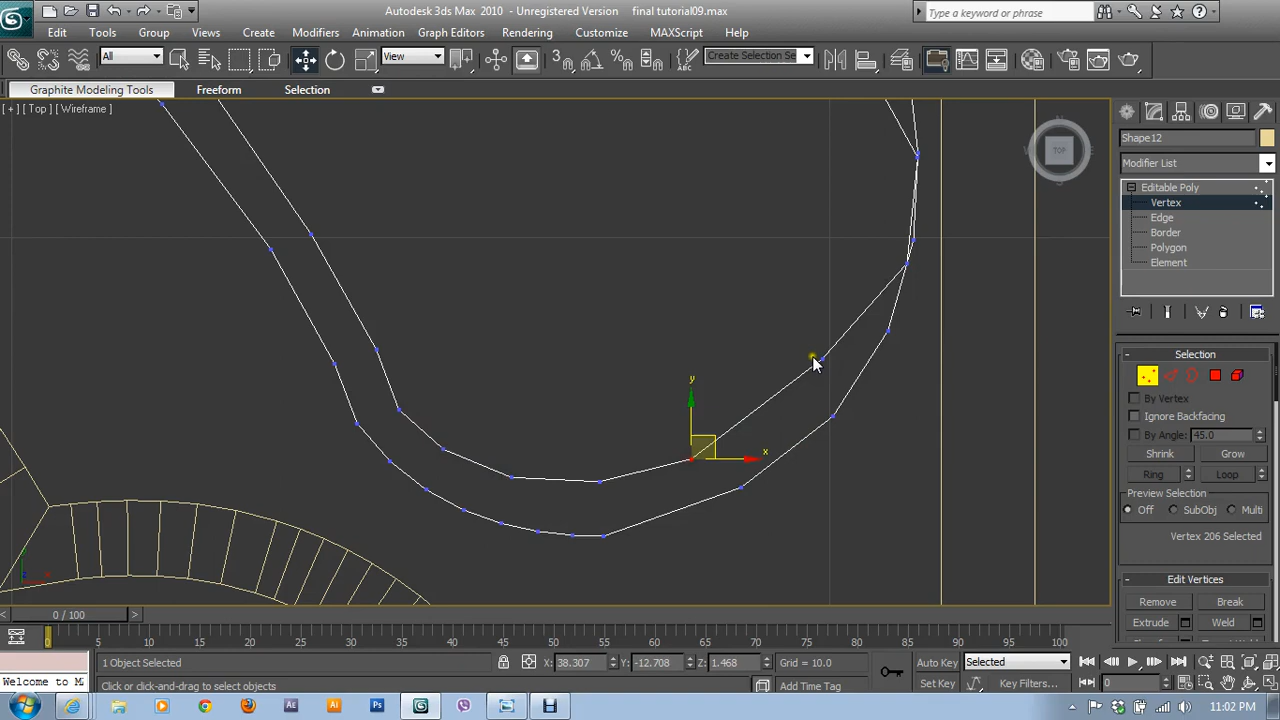 Autodesk 3ds Max 2010 - Unregistered Version final tutorial09.max
Type a keyword or phrase
Edit Tools Group Views Create Modifiers Animation Graph Editors Rendering Customize MAXScript Help
All View Create Selection Se
Graphite Modeling Tools Freeform Selection
[ + ] [ Top ] [ Wireframe ]
TOP
Shape12
Modifier List
Editable Poly
Vertex
Edge
Border
Polygon
Element
Selection
By Vertex
Ignore Backfacing
By Angle: 45.0
Shrink Grow
Ring Loop
Preview Selection
Off SubObj Multi
Vertex 206 Selected
Edit Vertices
Remove Break
Extrude Weld
y
x
0 / 100
0 5 10 15 20 25 30 35 40 45 50 55 60 65 70 75 80 85 90 95 100
1 Object Selected X: 38.307 Y: -12.708 Z: 1.468 Grid = 10.0 Auto Key Selected
Welcome to M
Click or click-and-drag to select objects Add Time Tag Set Key Key Filters... 0
11:02 PM